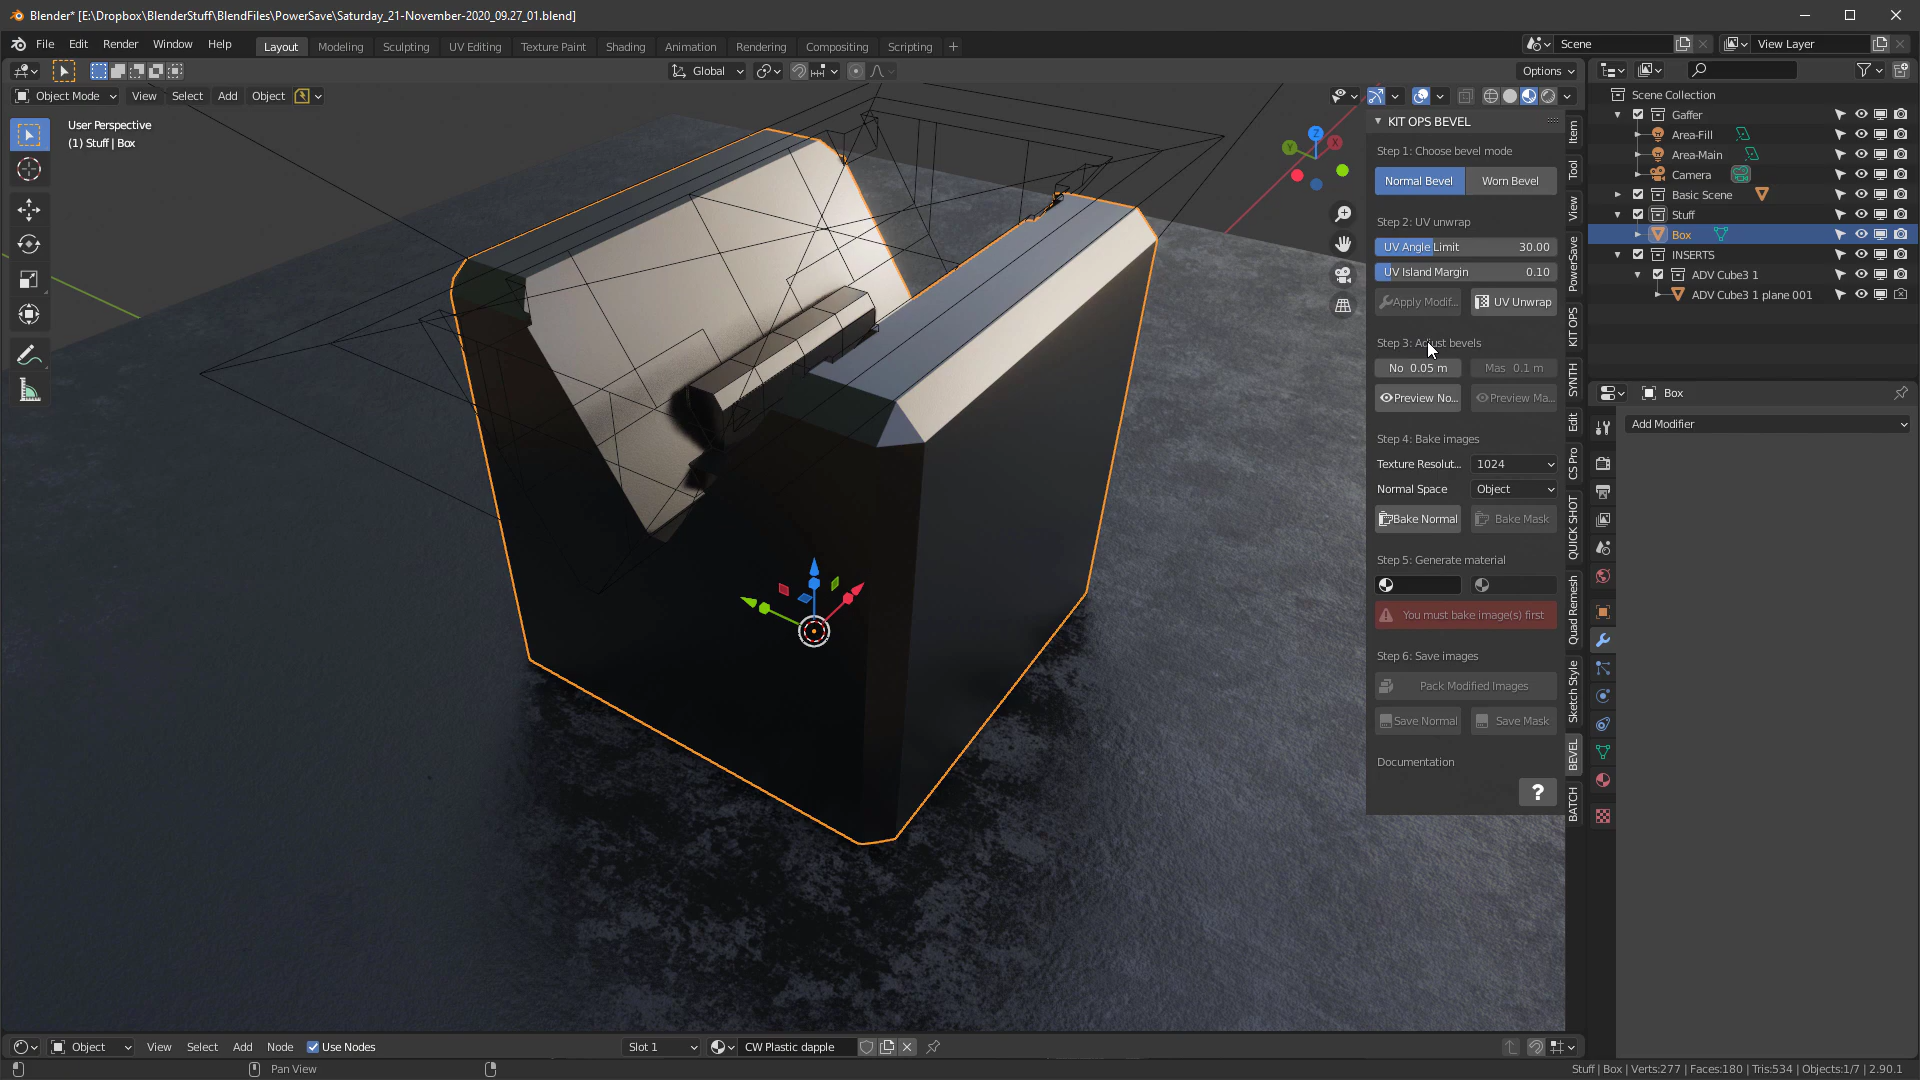 Blender* [E:\Dropbox\BlenderStuff\BlendFiles\PowerSave\Saturday_21-November-2020_09.27_01.blend]
File Edit Render Window Help Layout Modeling Sculpting UV Editing Texture Paint Shading Animation Rendering Compositing Scripting + Scene View Layer
Global Options
Object Mode View Select Add Object
User Perspective
(1) Stuff | Box
Z
Y
X
KIT OPS BEVEL
Step 1: Choose bevel mode
Normal Bevel Worn Bevel
Step 2: UV unwrap
UV Angle Limit 30.00
UV Island Margin 0.10
Apply Modif... UV Unwrap
Step 3: Adjust bevels
No 0.05 m Mas 0.1 m
Preview No... Preview Ma...
Step 4: Bake images
Texture Resolut... 1024
Normal Space Object
Bake Normal Bake Mask
Step 5: Generate material
You must bake image(s) first
Step 6: Save images
Pack Modified Images
Save Normal Save Mask
Documentation
?
Item
Tool
View
PowerSave
KIT OPS
SYNTH
Edit
CS Pro
QUICK SHOT
Quad Remesh
Sketch Style
BEVEL
BATCH
Scene Collection
Gaffer
Area-Fill
Area-Main
Camera
Basic Scene
Stuff
Box
INSERTS
ADV Cube3 1
ADV Cube3 1 plane 001
Box
Add Modifier
Object View Select Add Node Use Nodes Slot 1 CW Plastic dapple
Pan View
Stuff | Box | Verts:277 | Faces:180 | Tris:534 | Objects:1/7 | 2.90.1